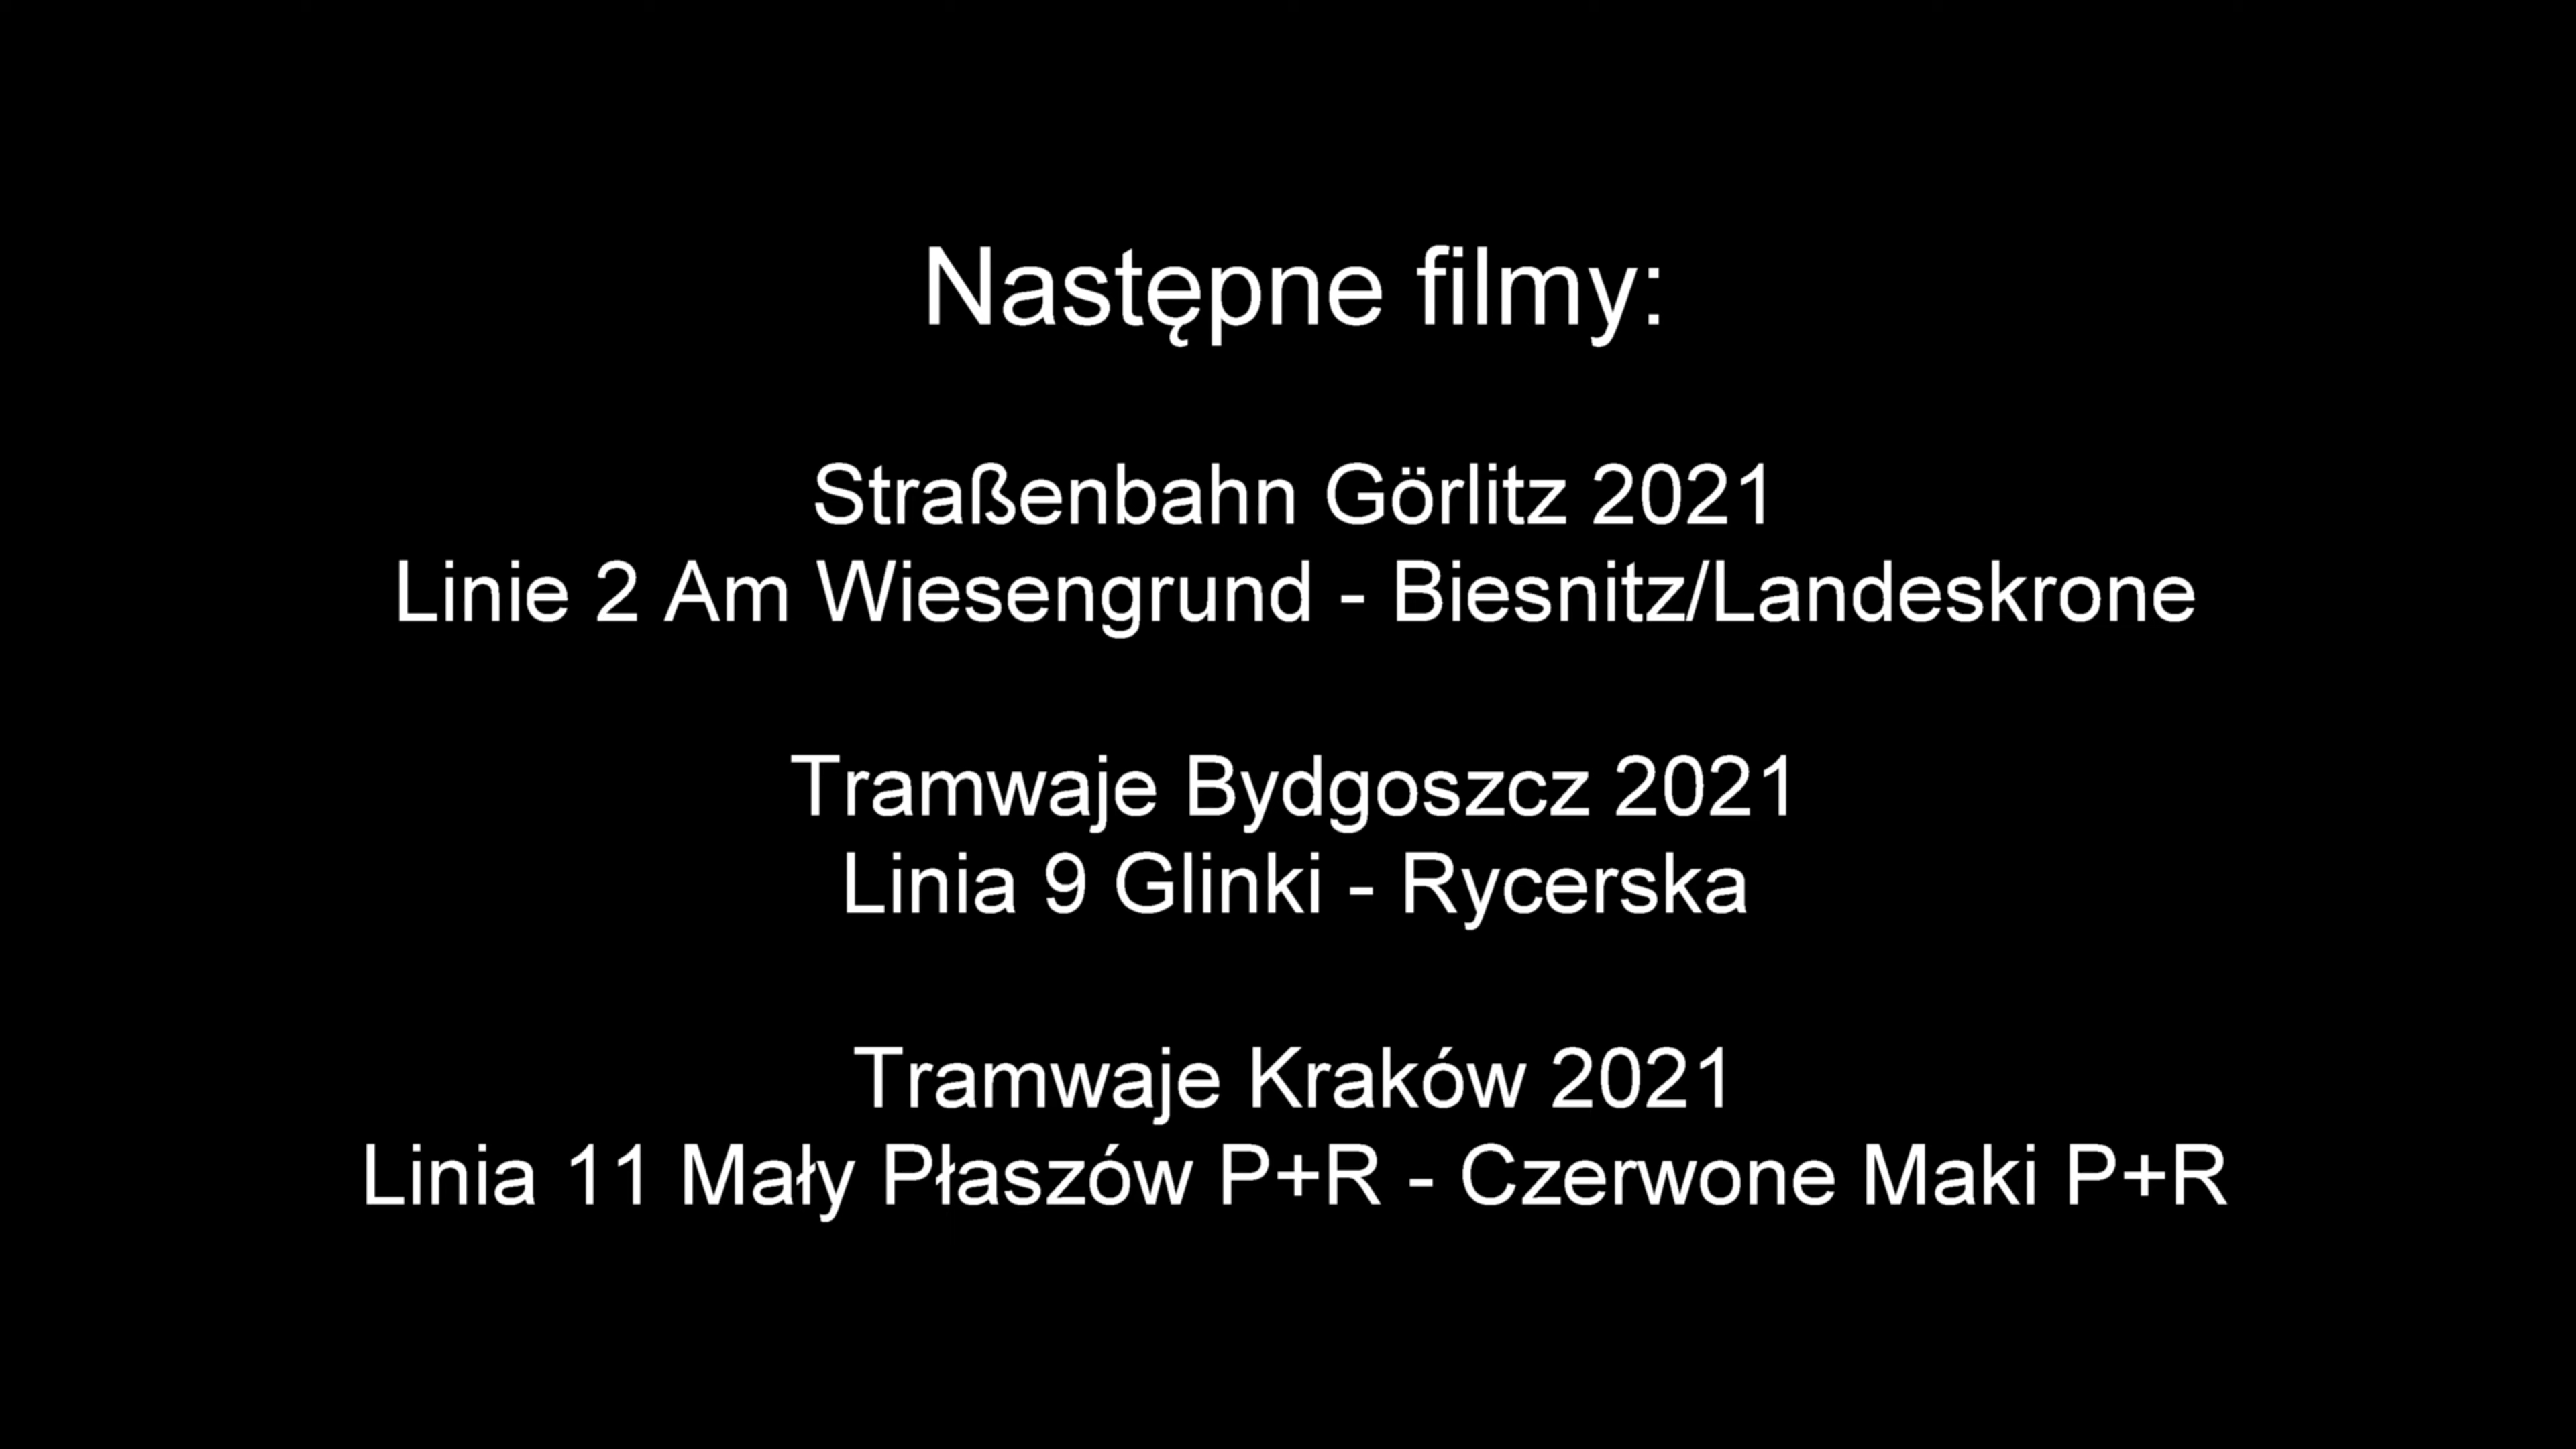 Następne filmy:
Straßenbahn Görlitz 2021
Linie 2 Am Wiesengrund - Biesnitz/Landeskrone
Tramwaje Bydgoszcz 2021
Linia 9 Glinki - Rycerska
Tramwaje Kraków 2021
Linia 11 Mały Płaszów P+R - Czerwone Maki P+R